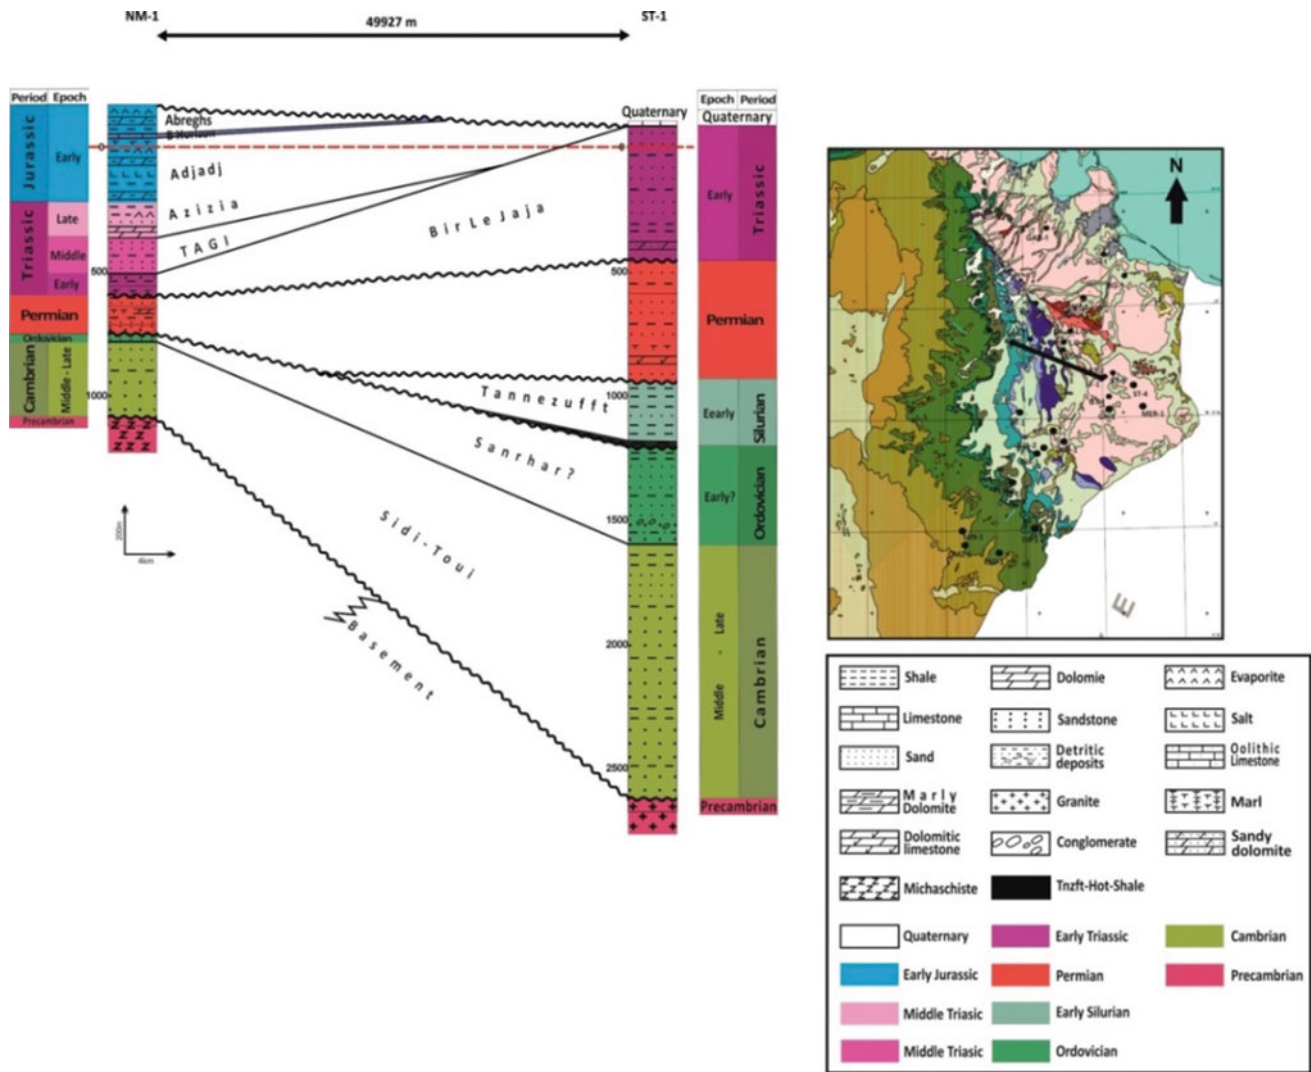 NM-1
49927 m
ST-1
Period Epoch
Jurassic
Early
Triassic
Late
Middle
Early
Permian
Ordovician
Cambrian
Middle-Late
Precambrian
0
500
1000
200m
4km
Abreghs
B Horizon
Adjadj
Azizia
TAGI
Bir Le Jaja
Tannezufft
Sanrhar?
Sidi-Toui
Basement
Quaternary
0
500
1000
1500
2000
2500
Epoch Period
Quaternary
Early
Triassic
Permian
Eearly
Silurian
Early?
Ordovician
Middle - Late
Cambrian
Precambrian
N
ST-4
MER-1
E
Shale
Dolomie
Evaporite
Limestone
Sandstone
Salt
Sand
Detritic
deposits
Oolithic
Limestone
Marly
Dolomite
Granite
Marl
Dolomitic
limestone
Conglomerate
Sandy
dolomite
Michaschiste
Tnzft-Hot-Shale
Quaternary
Early Triassic
Cambrian
Early Jurassic
Permian
Precambrian
Middle Triasic
Early Silurian
Middle Triasic
Ordovician